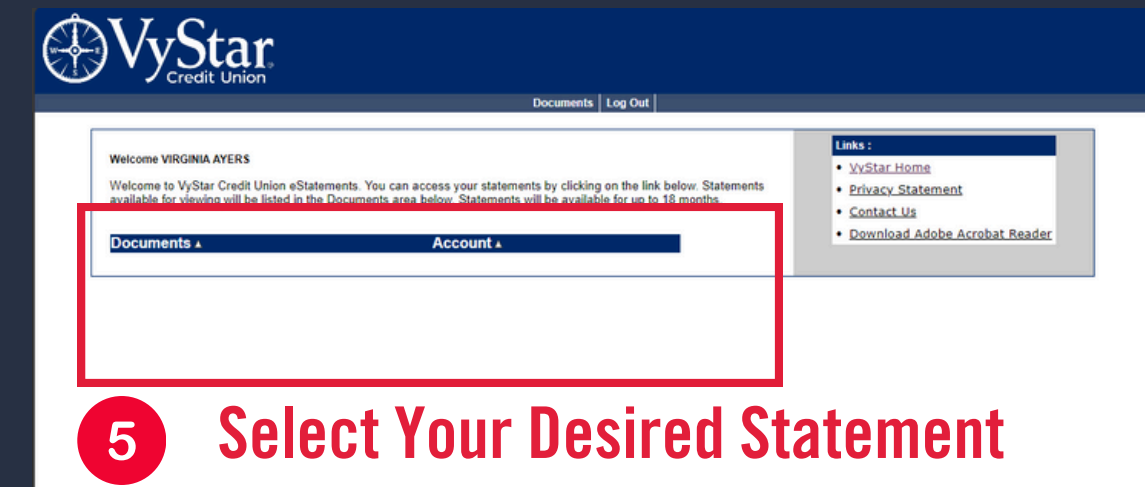 VyStar
Credit Union
Documents | Log Out
Welcome VIRGINIA AYERS
Welcome to VyStar Credit Union eStatements. You can access your statements by clicking on the link below. Statements
available for viewing will be listed in the Documents area below. Statements will be available for up to 18 months.
Documents ▲ Account ▲
Links :
• VyStar Home
• Privacy Statement
• Contact Us
• Download Adobe Acrobat Reader
5 Select Your Desired Statement